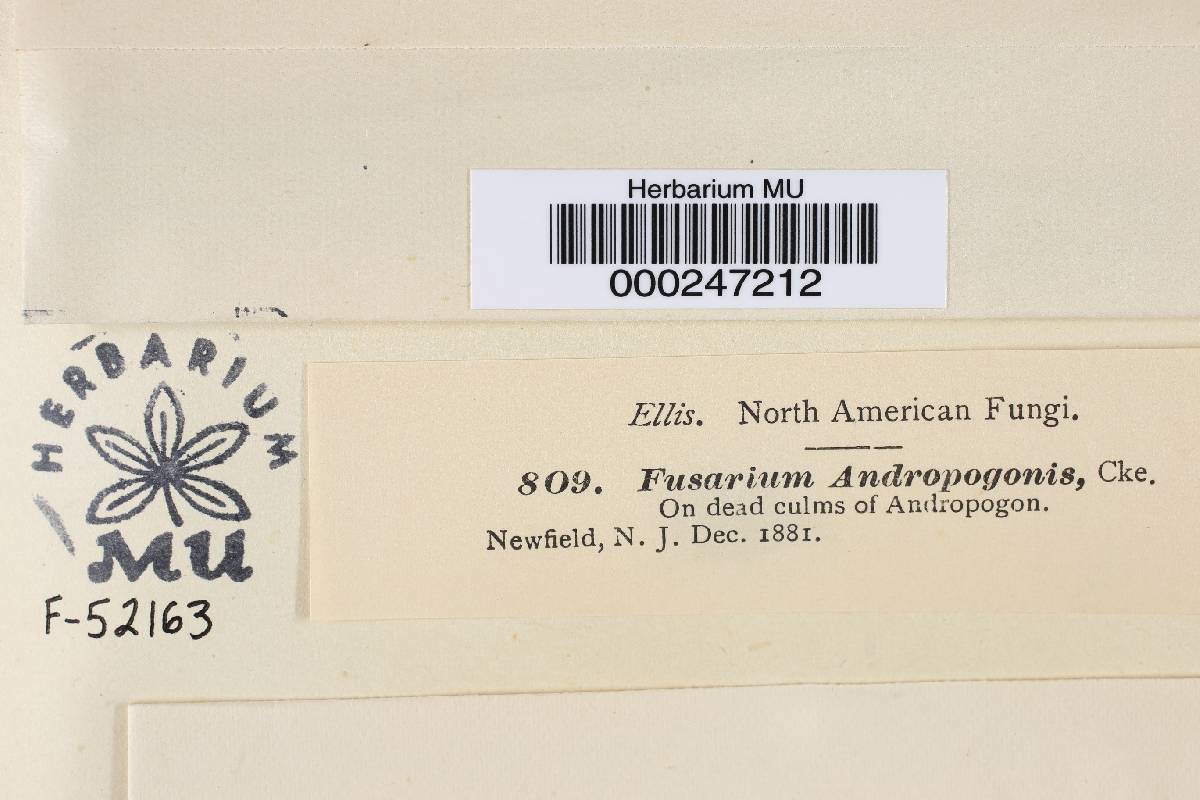 Herbarium MU
000247212
HERBARIUM
MU
F-52163
Ellis. North American Fungi.
809. Fusarium Andropogonis, Cke.
On dead culms of Andropogon.
Newfield, N. J. Dec. 1881.